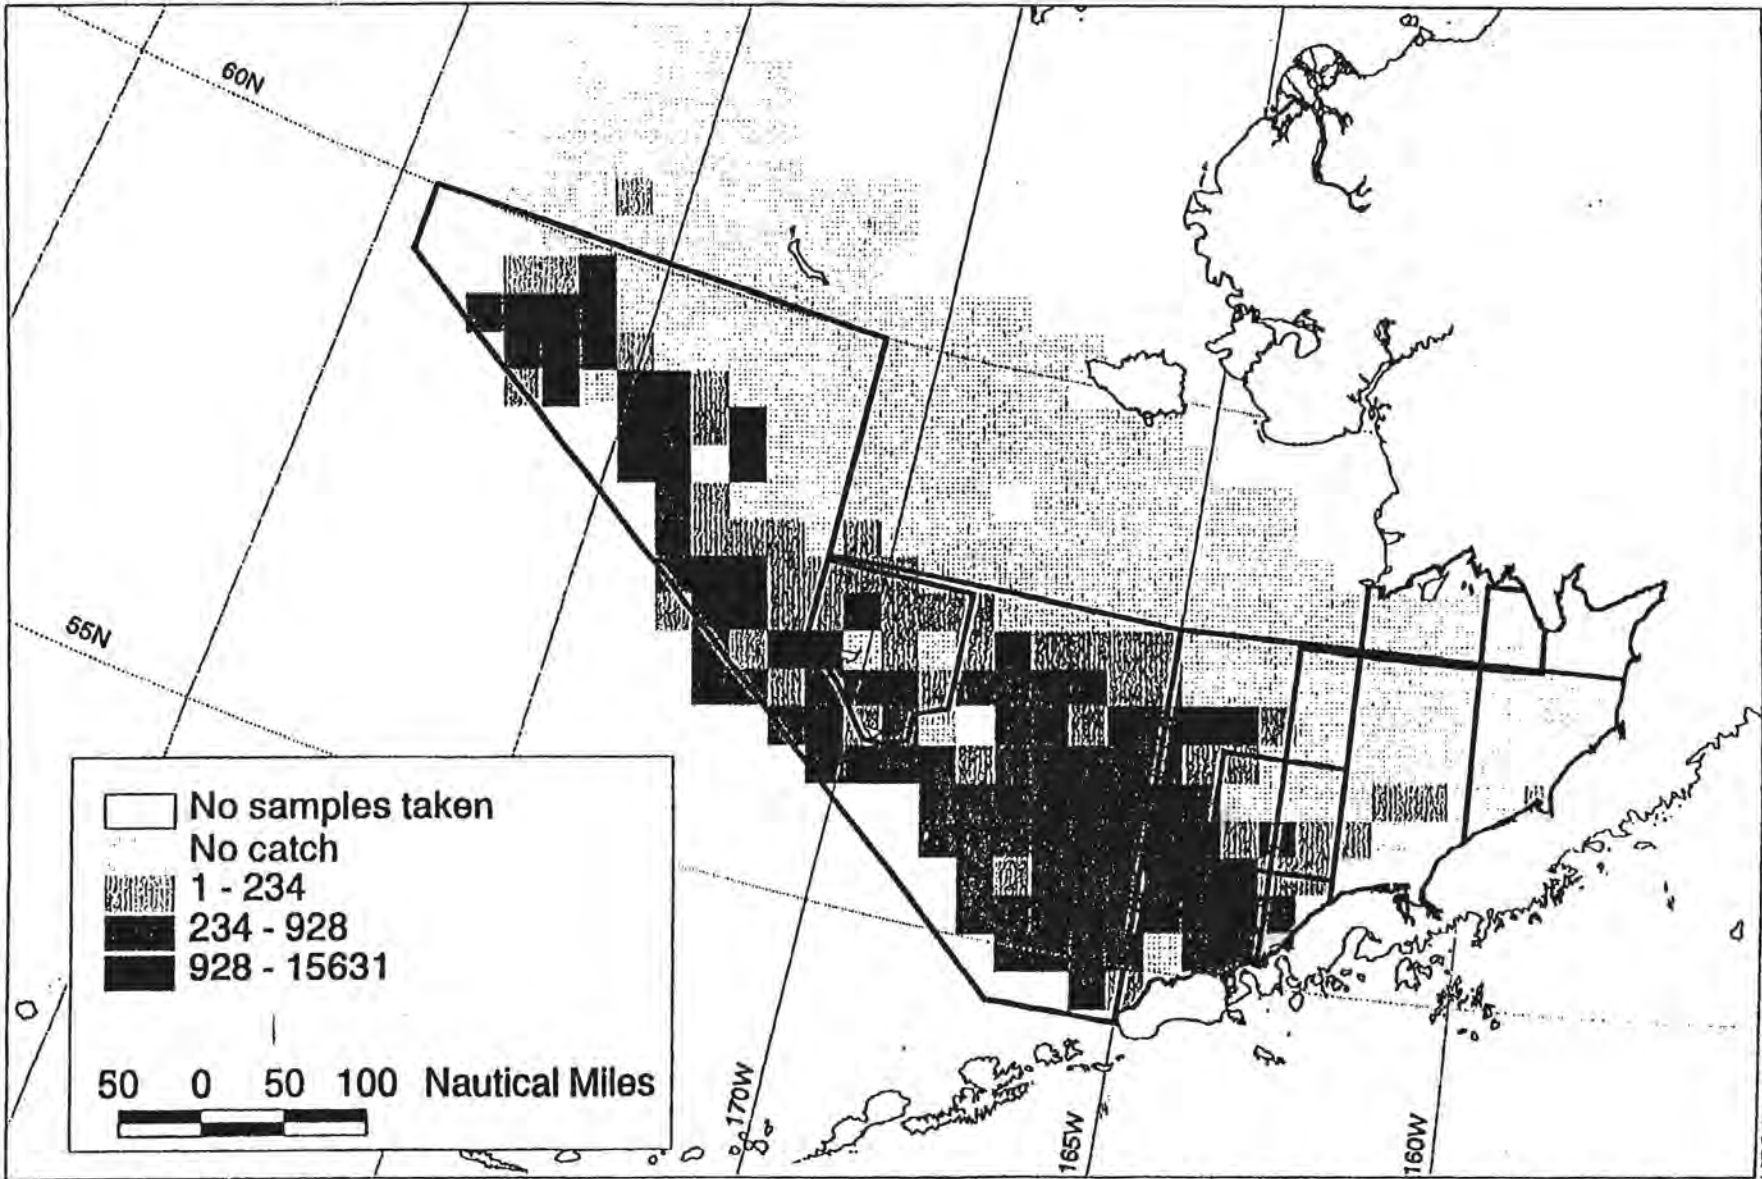 60N
55N
No samples taken
No catch
1 - 234
234 - 928
928 - 15631
50 0 50 100 Nautical Miles
170W
165W
160W